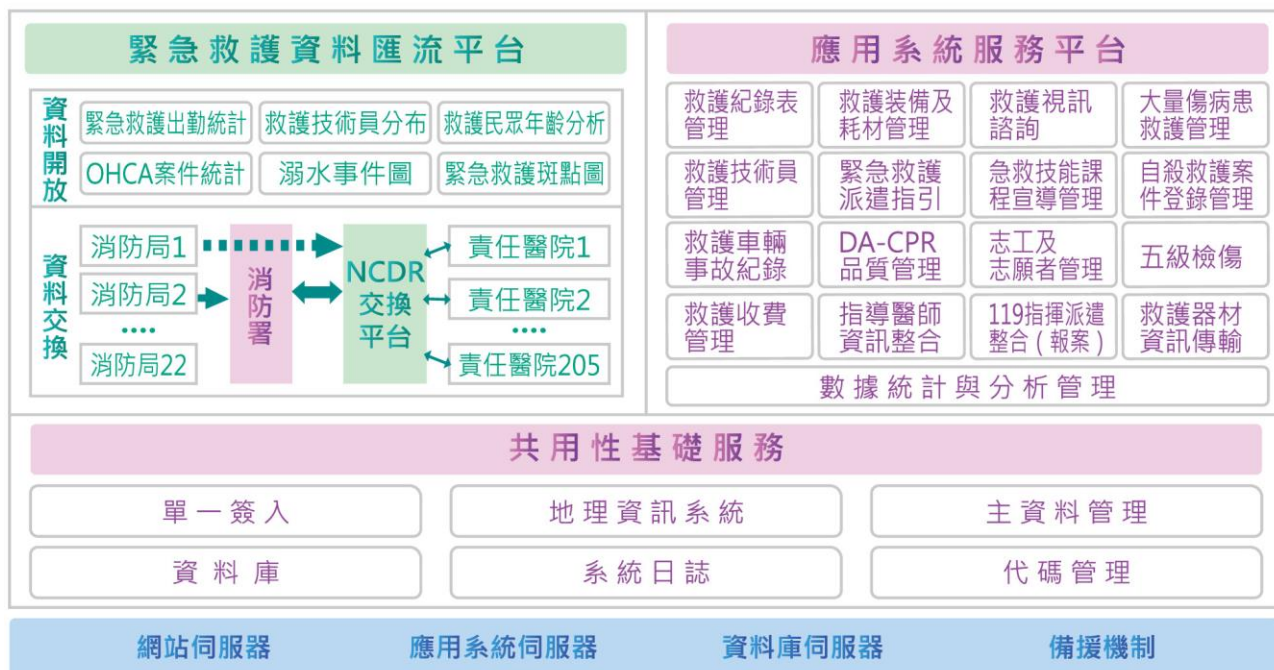 緊急救護資料匯流平台
資料開放
緊急救護出勤統計 救護技術員分布 救護民眾年齡分析
OHCA案件統計 溺水事件圖 緊急救護斑點圖
資料交換
消防局1
消防局2
....
消防局22
消防署
NCDR
交換
平台
責任醫院1
責任醫院2
....
責任醫院205
應用系統服務平台
救護紀錄表
管理
救護裝備及
耗材管理
救護視訊
諮詢
大量傷病患
救護管理
救護技術員
管理
緊急救護
派遣指引
急救技能課
程宣導管理
自殺救護案
件登錄管理
救護車輛
事故紀錄
DA-CPR
品質管理
志工及
志願者管理
五級檢傷
救護收費
管理
指導醫師
資訊整合
119指揮派遣
整合(報案)
救護器材
資訊傳輸
數據統計與分析管理
共用性基礎服務
單一簽入 地理資訊系統 主資料管理
資料庫 系統日誌 代碼管理
網站伺服器 應用系統伺服器 資料庫伺服器 備援機制